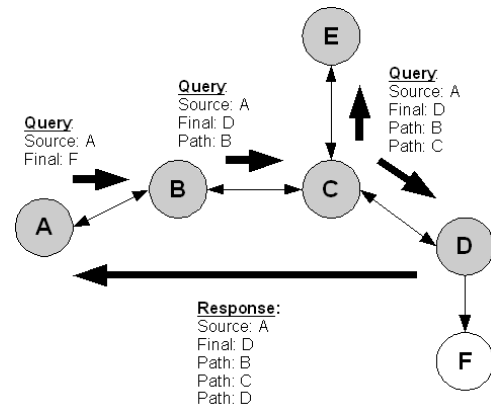 E
Query:
Source: A
Final: D
Path: B
Query:
Source: A
Final: D
Path: B
Path: C
Query:
Source: A
Final: F
A
B
C
D
F
Response:
Source: A
Final: D
Path: B
Path: C
Path: D